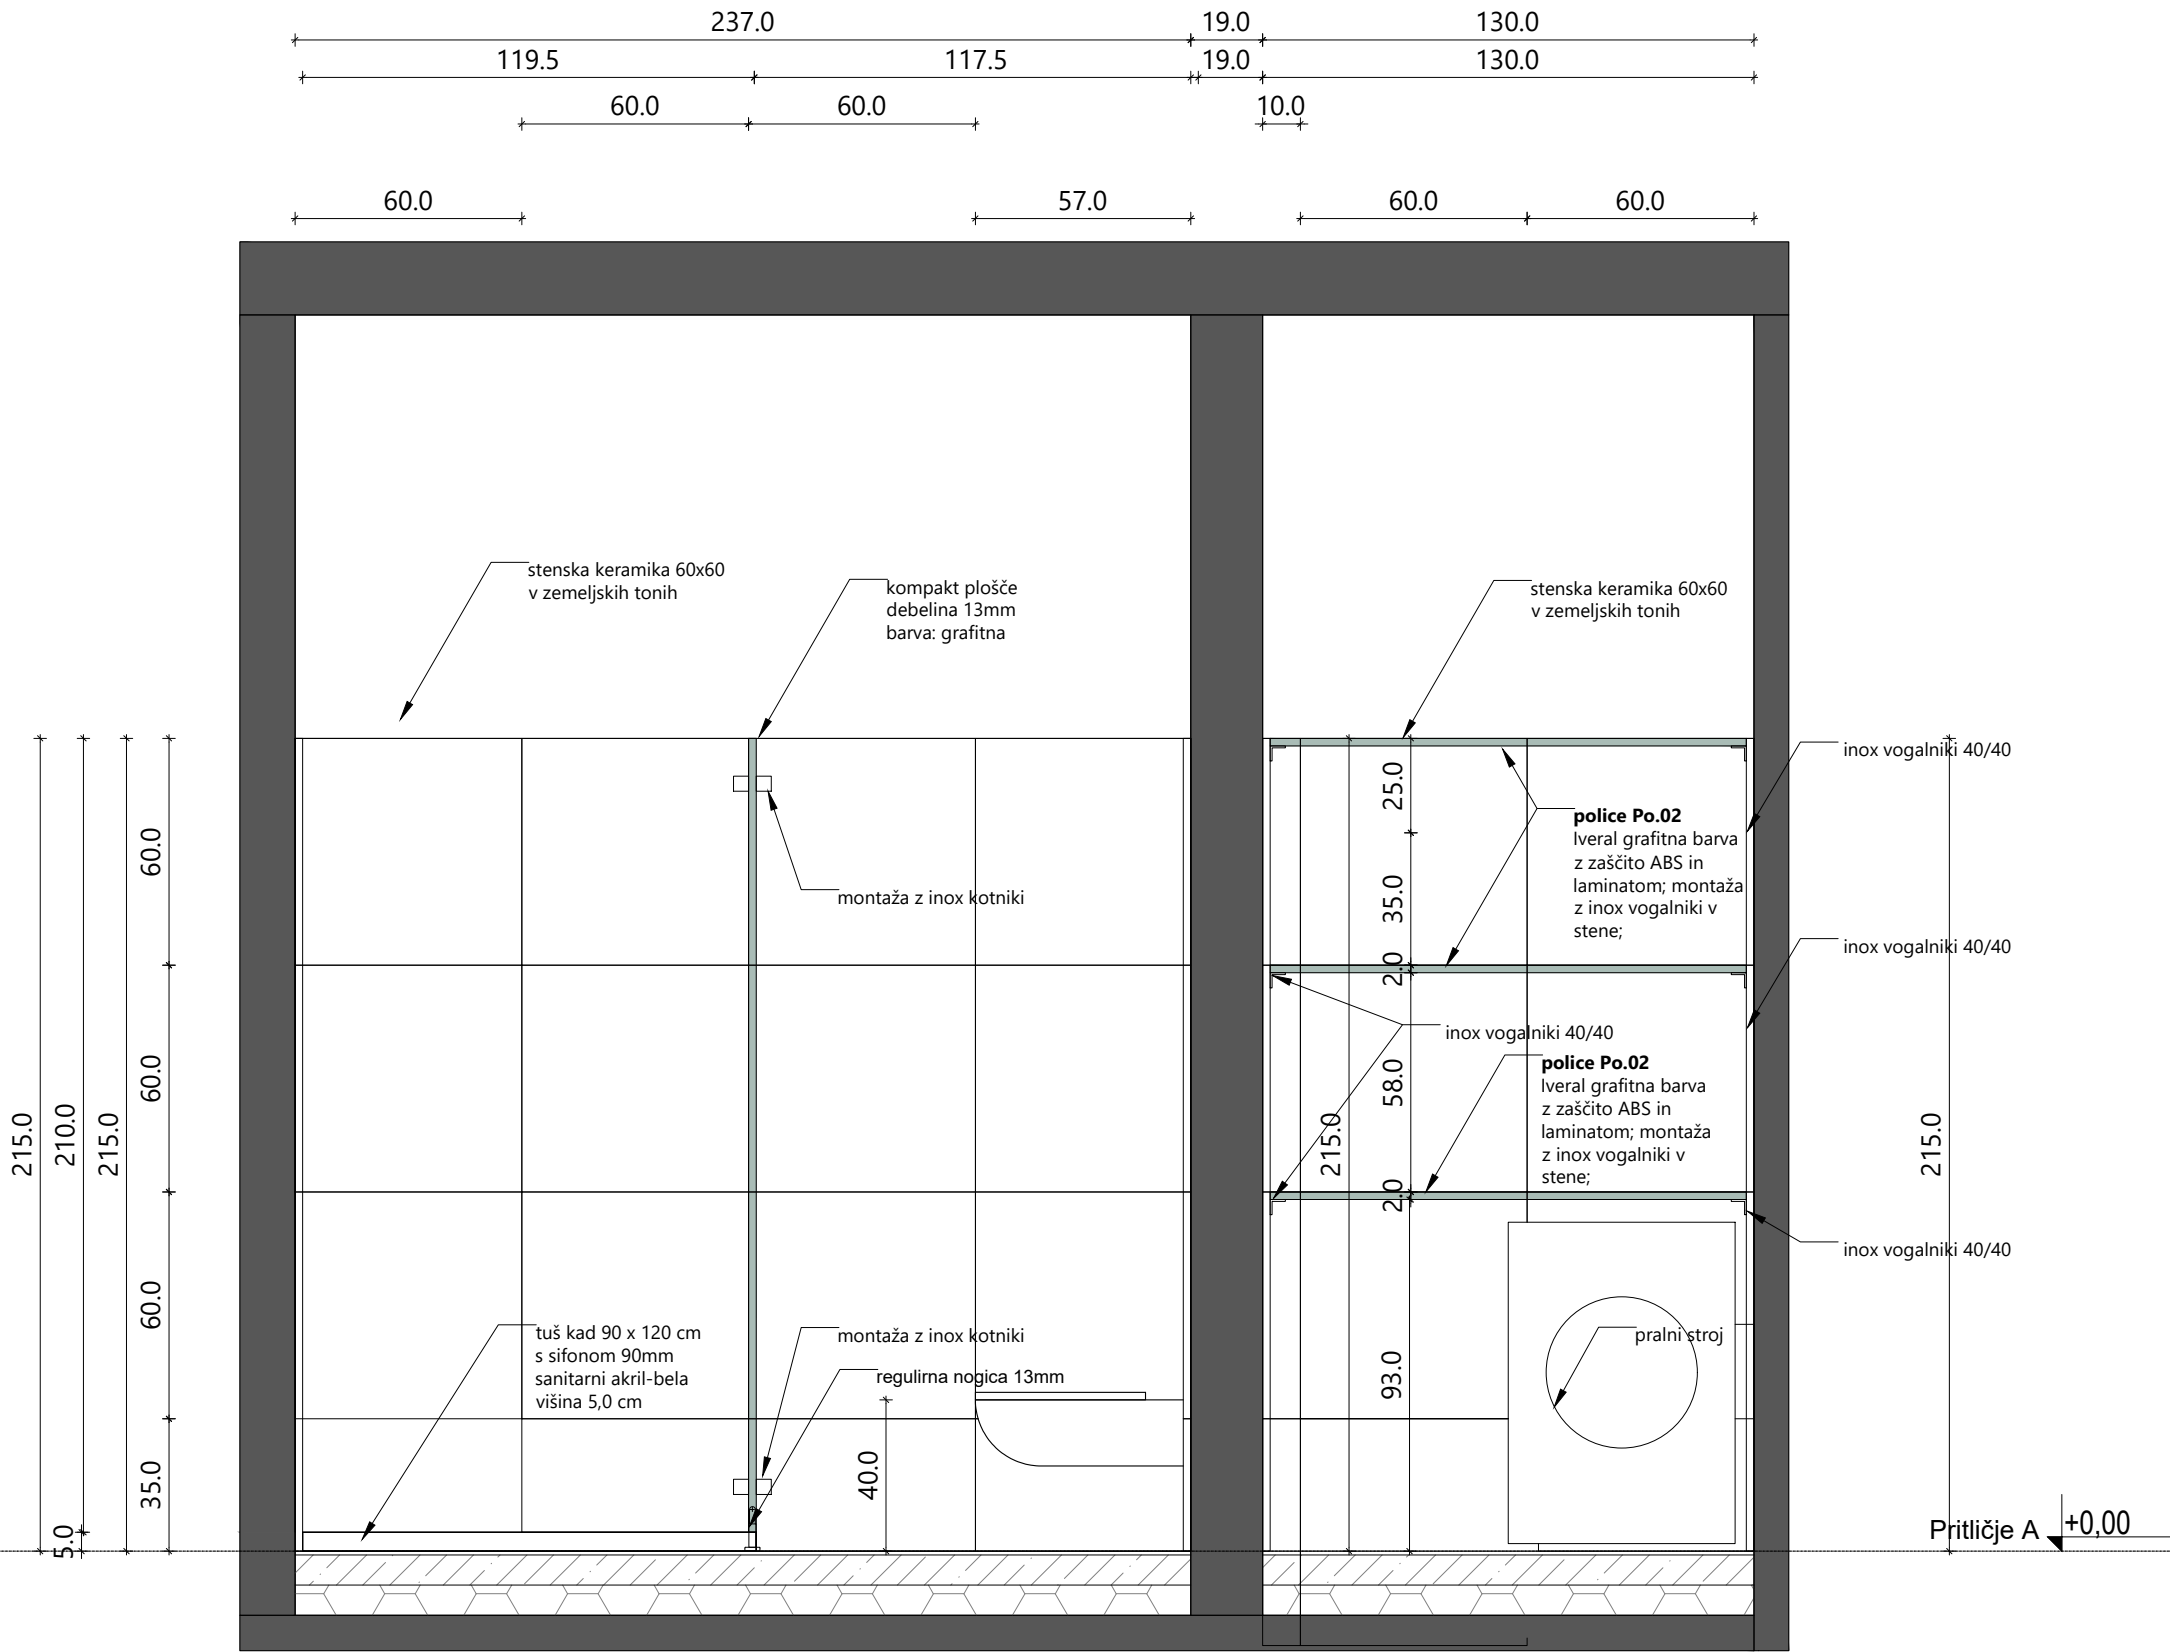 237.0
19.0
130.0
119.5
117.5
19.0
130.0
60.0
60.0
10.0
60.0
57.0
60.0
60.0
stenska keramika 60x60
v zemeljskih tonih
kompakt plošče
debelina 13mm
barva: grafitna
stenska keramika 60x60
v zemeljskih tonih
inox vogalniki 40/40
25.0
police Po.02
Iveral grafitna barva
z zaščito ABS in
laminatom; montaža
z inox vogalniki v
stene;
60.0
montaža z inox kotniki
35.0
inox vogalniki 40/40
2.0
inox vogalniki 40/40
police Po.02
Iveral grafitna barva
z zaščito ABS in
laminatom; montaža
z inox vogalniki v
stene;
60.0
58.0
215.0
210.0
215.0
215.0
215.0
2.0
inox vogalniki 40/40
60.0
tuš kad 90 x 120 cm
s sifonom 90mm
sanitarni akril-bela
višina 5,0 cm
montaža z inox kotniki
regulirna nogica 13mm
pralni stroj
93.0
35.0
40.0
5.0
Pritličje A
+0,00